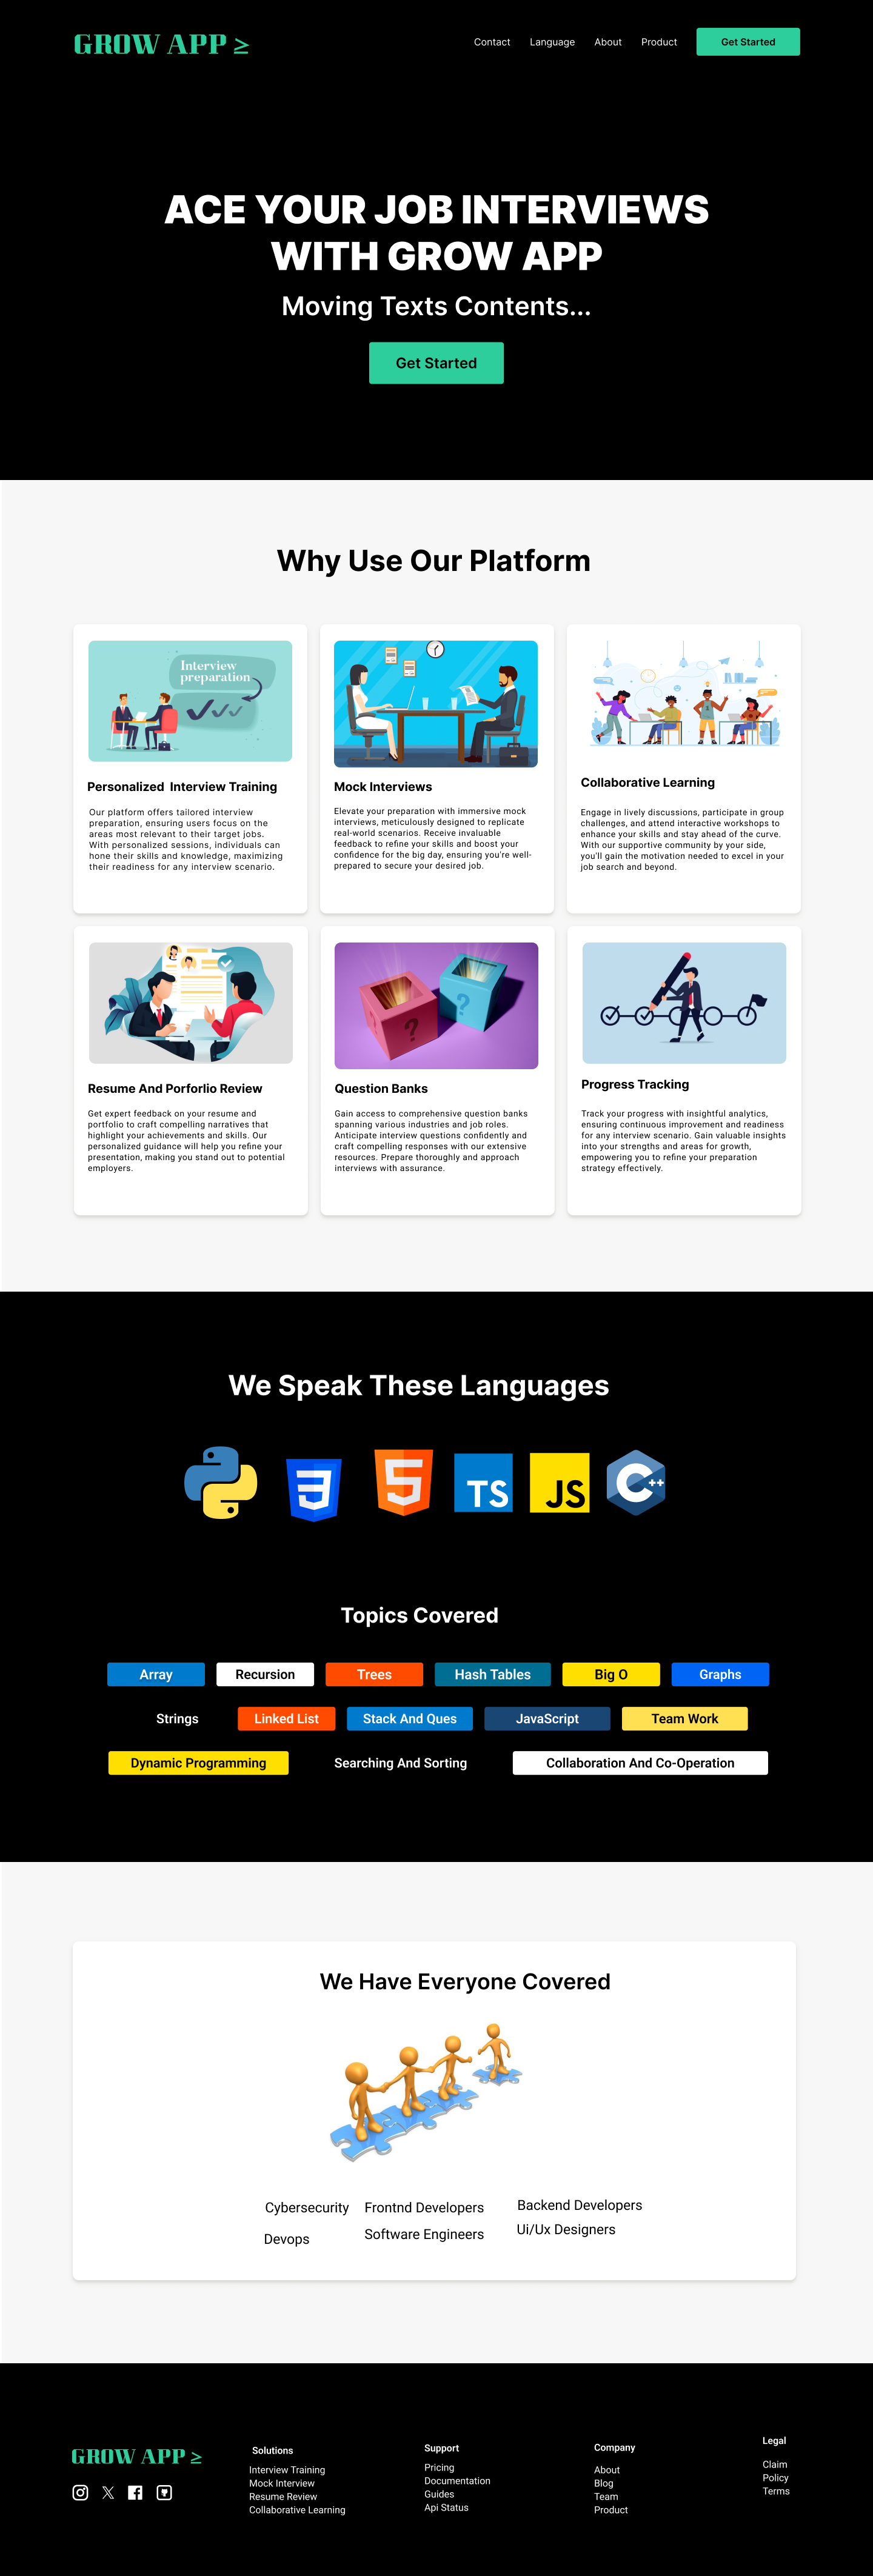 GROW APP ≥
Contact
Language
About
Product
Get Started
ACE YOUR JOB INTERVIEWS
WITH GROW APP
Moving Texts Contents...
Get Started
Why Use Our Platform
Interview
preparation
Personalized Interview Training
Our platform offers tailored interview
preparation, ensuring users focus on the
areas most relevant to their target jobs.
With personalized sessions, individuals can
hone their skills and knowledge, maximizing
their readiness for any interview scenario.
Mock Interviews
Elevate your preparation with immersive mock
interviews, meticulously designed to replicate
real-world scenarios. Receive invaluable
feedback to refine your skills and boost your
confidence for the big day, ensuring you're well-
prepared to secure your desired job.
Collaborative Learning
Engage in lively discussions, participate in group
challenges, and attend interactive workshops to
enhance your skills and stay ahead of the curve.
With our supportive community by your side,
you'll gain the motivation needed to excel in your
job search and beyond.
Resume And Porforlio Review
Get expert feedback on your resume and
portfolio to craft compelling narratives that
highlight your achievements and skills. Our
personalized guidance will help you refine your
presentation, making you stand out to potential
employers.
? ?
Question Banks
Gain access to comprehensive question banks
spanning various industries and job roles.
Anticipate interview questions confidently and
craft compelling responses with our extensive
resources. Prepare thoroughly and approach
interviews with assurance.
Progress Tracking
Track your progress with insightful analytics,
ensuring continuous improvement and readiness
for any interview scenario. Gain valuable insights
into your strengths and areas for growth,
empowering you to refine your preparation
strategy effectively.
We Speak These Languages
3 5 TS JS C++
Topics Covered
Array
Recursion
Trees
Hash Tables
Big O
Graphs
Strings
Linked List
Stack And Ques
JavaScript
Team Work
Dynamic Programming
Searching And Sorting
Collaboration And Co-Operation
We Have Everyone Covered
Cybersecurity
Frontnd Developers
Backend Developers
Devops
Software Engineers
Ui/Ux Designers
GROW APP ≥
Solutions
Interview Training
Mock Interview
Resume Review
Collaborative Learning
Support
Pricing
Documentation
Guides
Api Status
Company
About
Blog
Team
Product
Legal
Claim
Policy
Terms